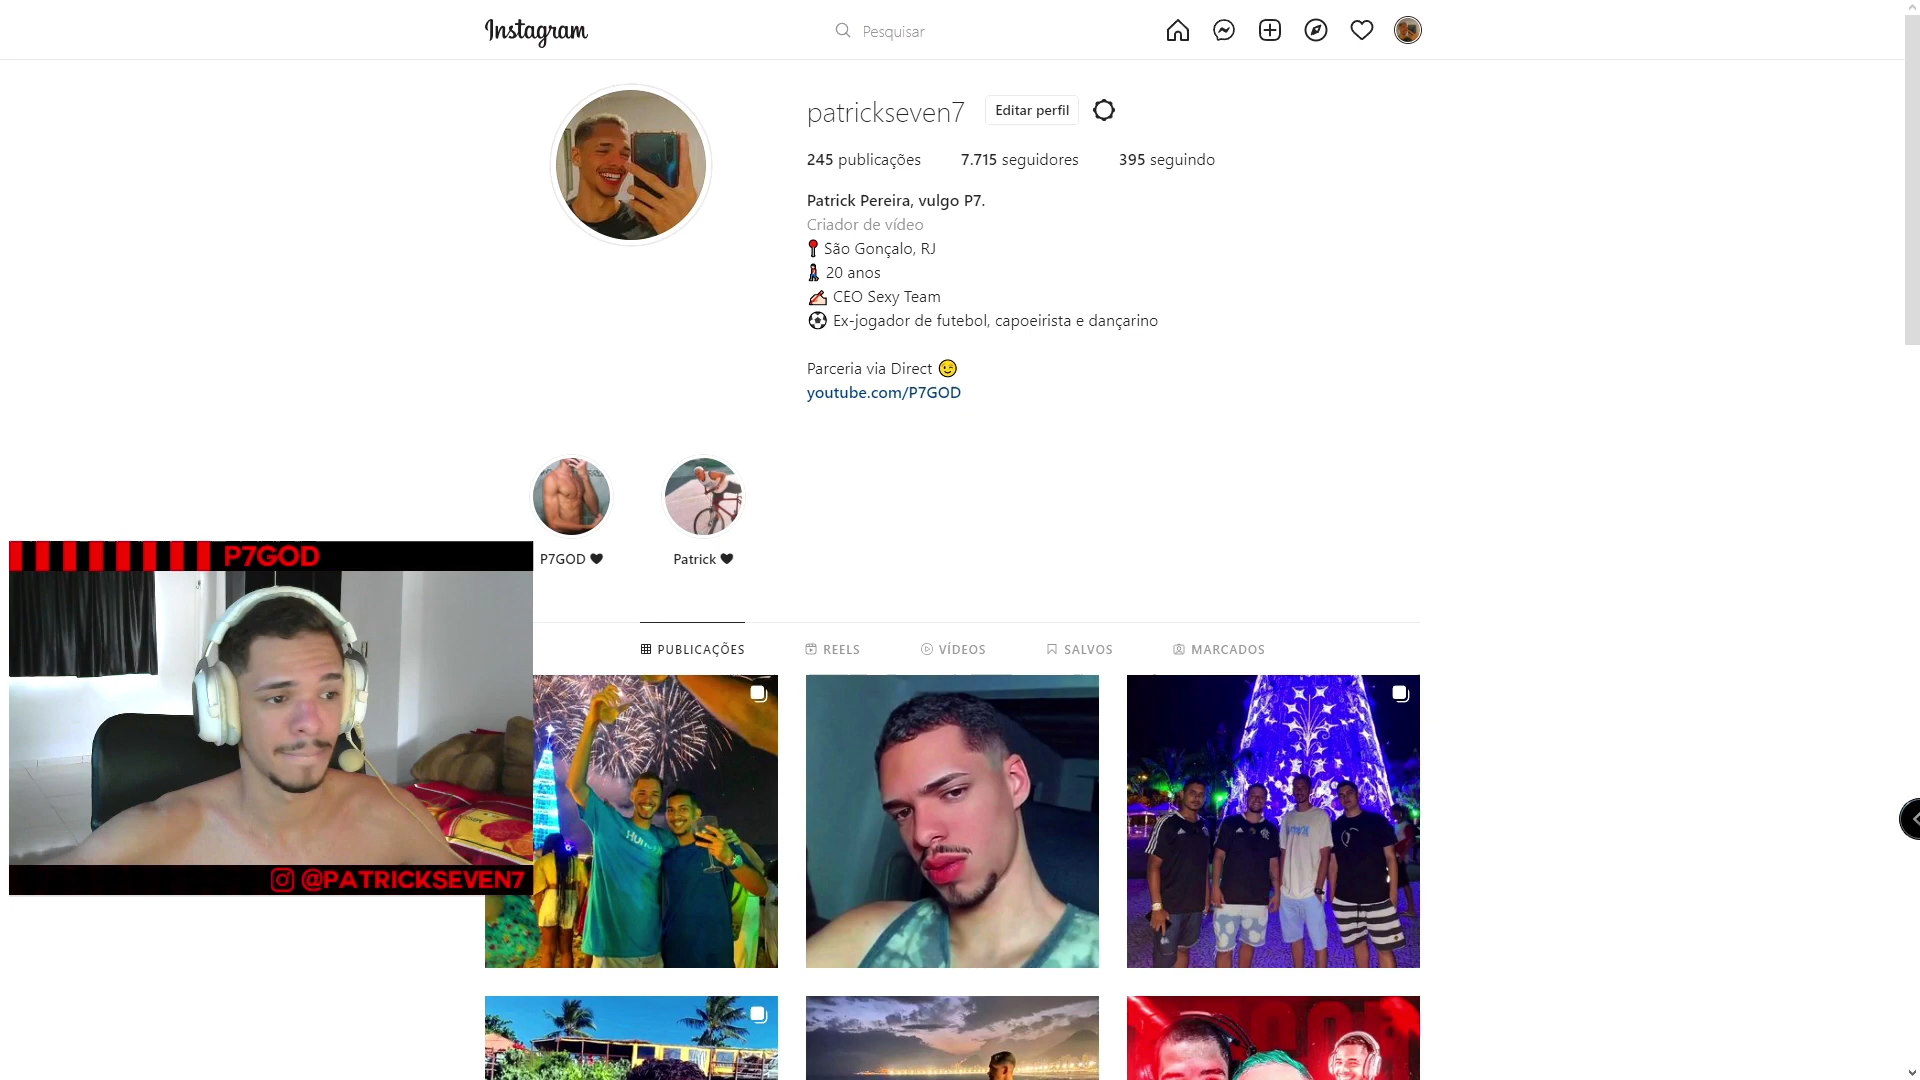 Instagram
Pesquisar
patrickseven7
Editar perfil
245 publicações
7.715 seguidores
395 seguindo
Patrick Pereira, vulgo P7.
Criador de vídeo
São Gonçalo, RJ
20 anos
CEO Sexy Team
Ex-jogador de futebol, capoeirista e dançarino
Parceria via Direct
youtube.com/P7GOD
P7GOD
Patrick
P7GOD
@PATRICKSEVEN7
PUBLICAÇÕES
REELS
VÍDEOS
SALVOS
MARCADOS